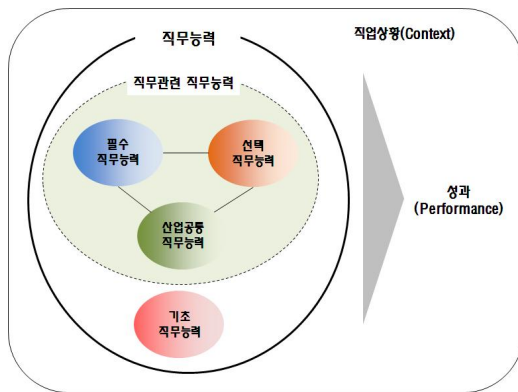 직무능력
직업상황(Context)
직무관련 직무능력
필수
직무능력
선택
직무능력
산업공통
직무능력
성과
(Performance)
기초
직무능력